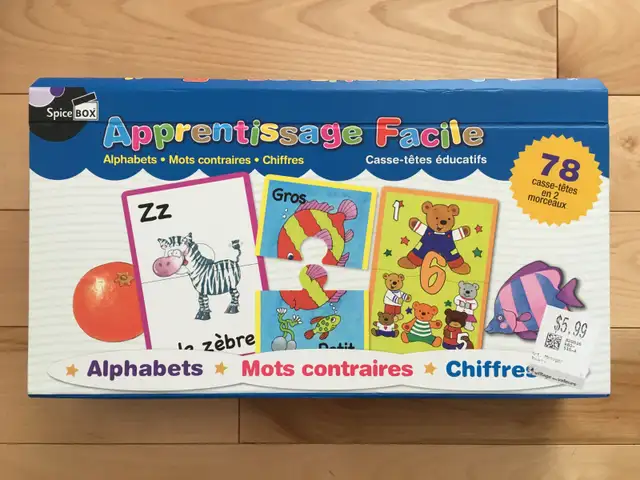 Spice BOX
Apprentissage Facile
Alphabets • Mots contraires • Chiffres
Casse-têtes éducatifs
78
casse-têtes
en 2
morceaux
Zz
zèbre
Gros
Petit
1
6
5
$5.99
Alphabets ★ Mots contraires ★ Chiffres